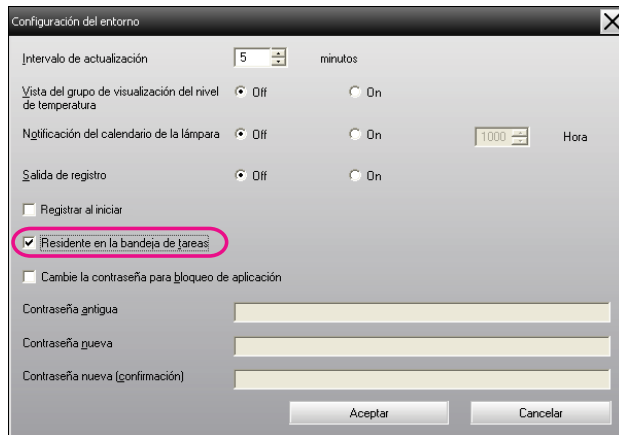 Configuración del entorno
Intervalo de actualización 5 minutos
Vista del grupo de visualización del nivel de temperatura Off On
Notificación del calendario de la lámpara Off On 1000 Hora
Salida de registro Off On
Registrar al iniciar
Residente en la bandeja de tareas
Cambie la contraseña para bloqueo de aplicación
Contraseña antigua
Contraseña nueva
Contraseña nueva (confirmación)
Aceptar Cancelar